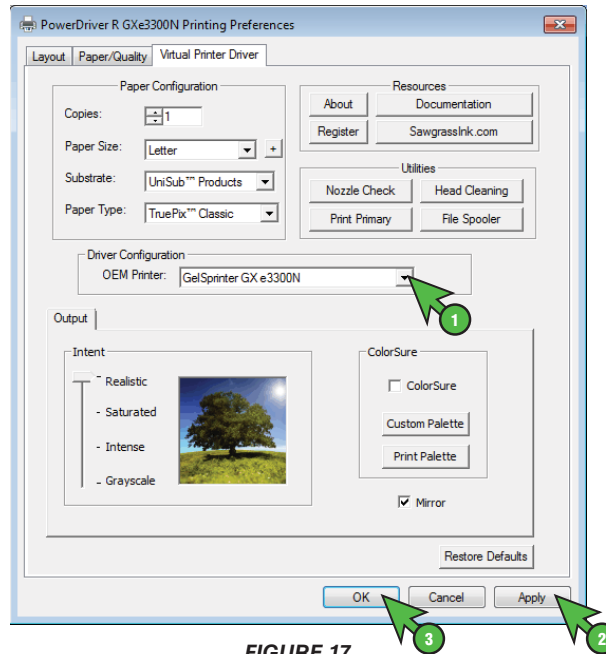 PowerDriver R GXe3300N Printing Preferences
Layout Paper/Quality Virtual Printer Driver
Paper Configuration
Copies: 1
Paper Size: Letter +
Substrate: UniSub™ Products
Paper Type: TruePix™ Classic
Resources
About Documentation
Register SawgrassInk.com
Utilities
Nozzle Check Head Cleaning
Print Primary File Spooler
Driver Configuration
OEM Printer: GelSprinter GX e3300N
1
Output
Intent
- Realistic
- Saturated
- Intense
- Grayscale
ColorSure
ColorSure
Custom Palette
Print Palette
Mirror
Restore Defaults
OK Cancel Apply
3 2
FIGURE 17